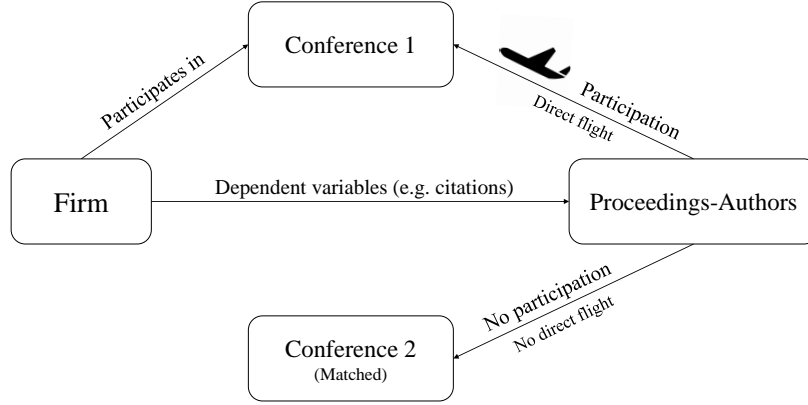 Conference 1
Participates in
Participation
Direct flight
Firm
Dependent variables (e.g. citations)
Proceedings-Authors
No participation
No direct flight
Conference 2
(Matched)